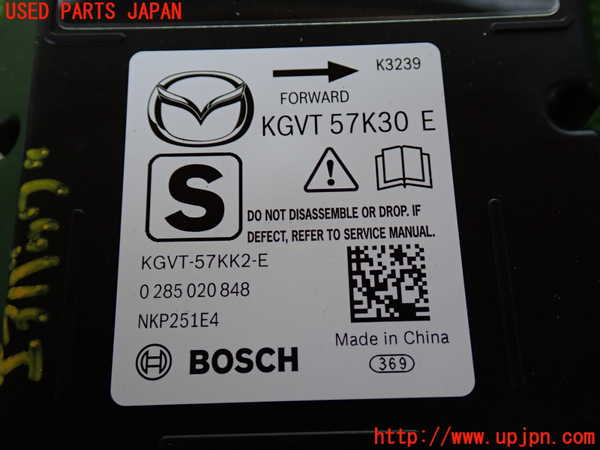 USED PARTS JAPAN
K3239
FORWARD
KGVT 57K30 E
S
DO NOT DISASSEMBLE OR DROP. IF
DEFECT, REFER TO SERVICE MANUAL.
KGVT-57KK2-E
0 285 020 848
NKP251E4
BOSCH
Made in China
369
http://www.upjpn.com